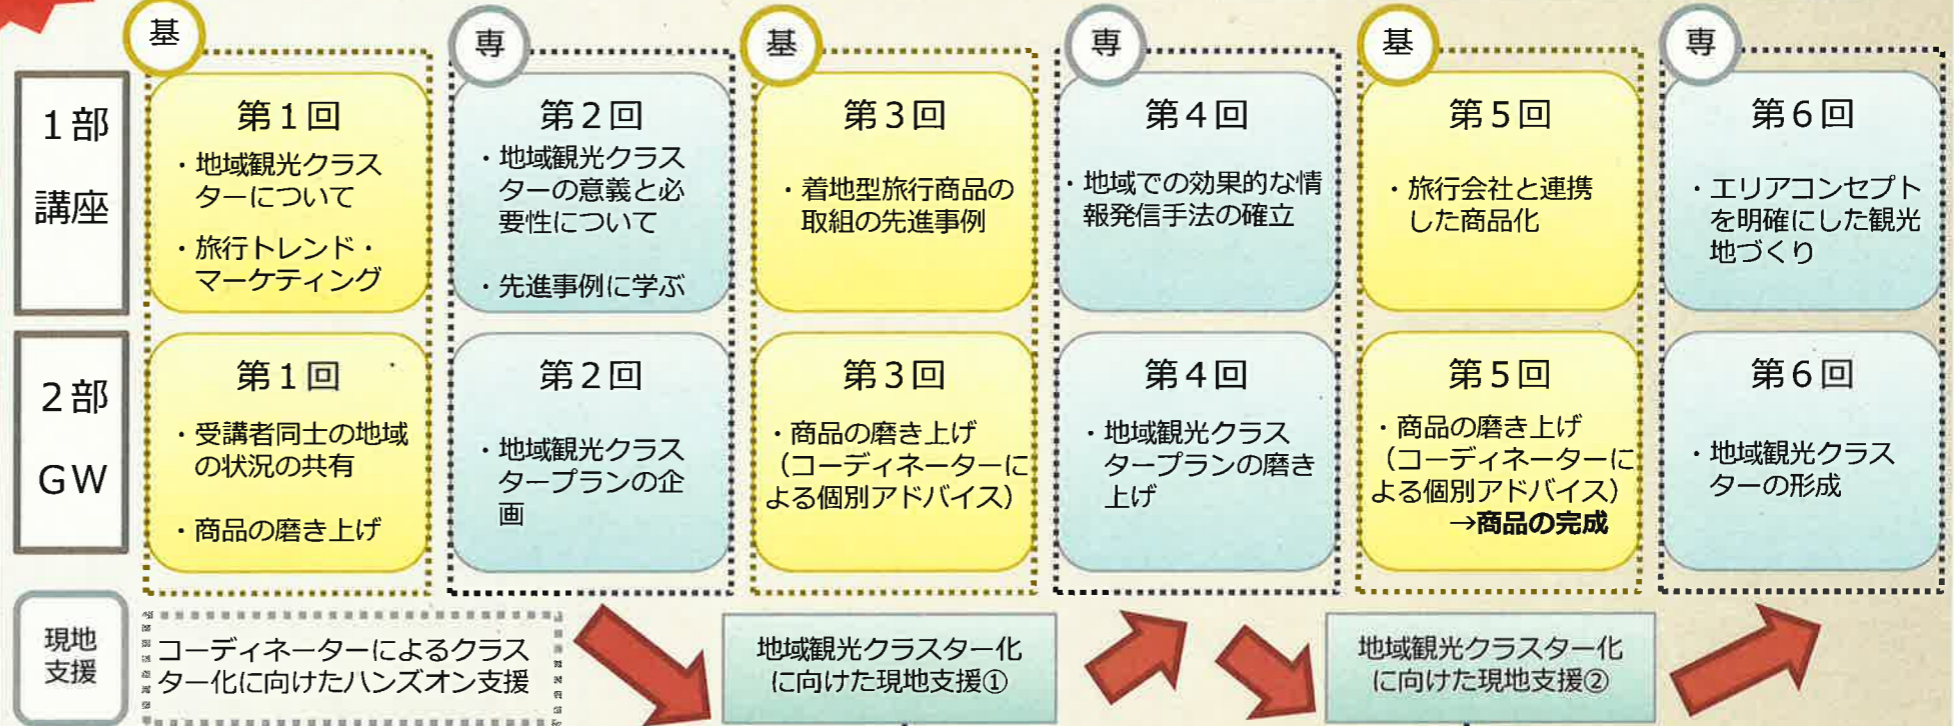 基
専
基
専
基
専
1部
講座
第1回
・地域観光クラス
ターについて
・旅行トレンド・
マーケティング
第2回
・地域観光クラス
ターの意義と必
要性について
・先進事例に学ぶ
第3回
・着地型旅行商品の
取組の先進事例
第4回
・地域での効果的な情
報発信手法の確立
第5回
・旅行会社と連携
した商品化
第6回
・エリアコンセプト
を明確にした観光
地づくり
2部
GW
第1回
・受講者同士の地域
の状況の共有
・商品の磨き上げ
第2回
・地域観光クラス
タープランの企
画
第3回
・商品の磨き上げ
（コーディネーターに
よる個別アドバイス）
第4回
・地域観光クラス
タープランの磨き
上げ
第5回
・商品の磨き上げ
（コーディネーターに
よる個別アドバイス）
→商品の完成
第6回
・地域観光クラス
ターの形成
現地
支援
コーディネーターによるクラス
ター化に向けたハンズオン支援
地域観光クラスター化
に向けた現地支援①
地域観光クラスター化
に向けた現地支援②